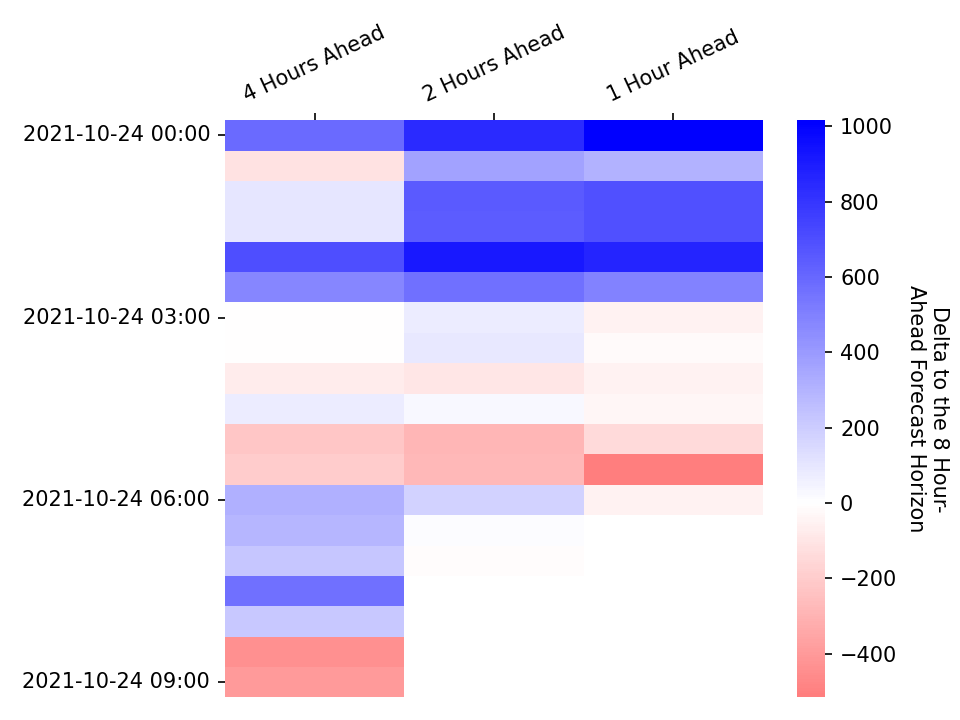 4 Hours Ahead
2 Hours Ahead
1 Hour Ahead
2021-10-24 00:00
2021-10-24 03:00
2021-10-24 06:00
2021-10-24 09:00
1000
800
600
400
200
0
−200
−400
Delta to the 8 Hour-
Ahead Forecast Horizon